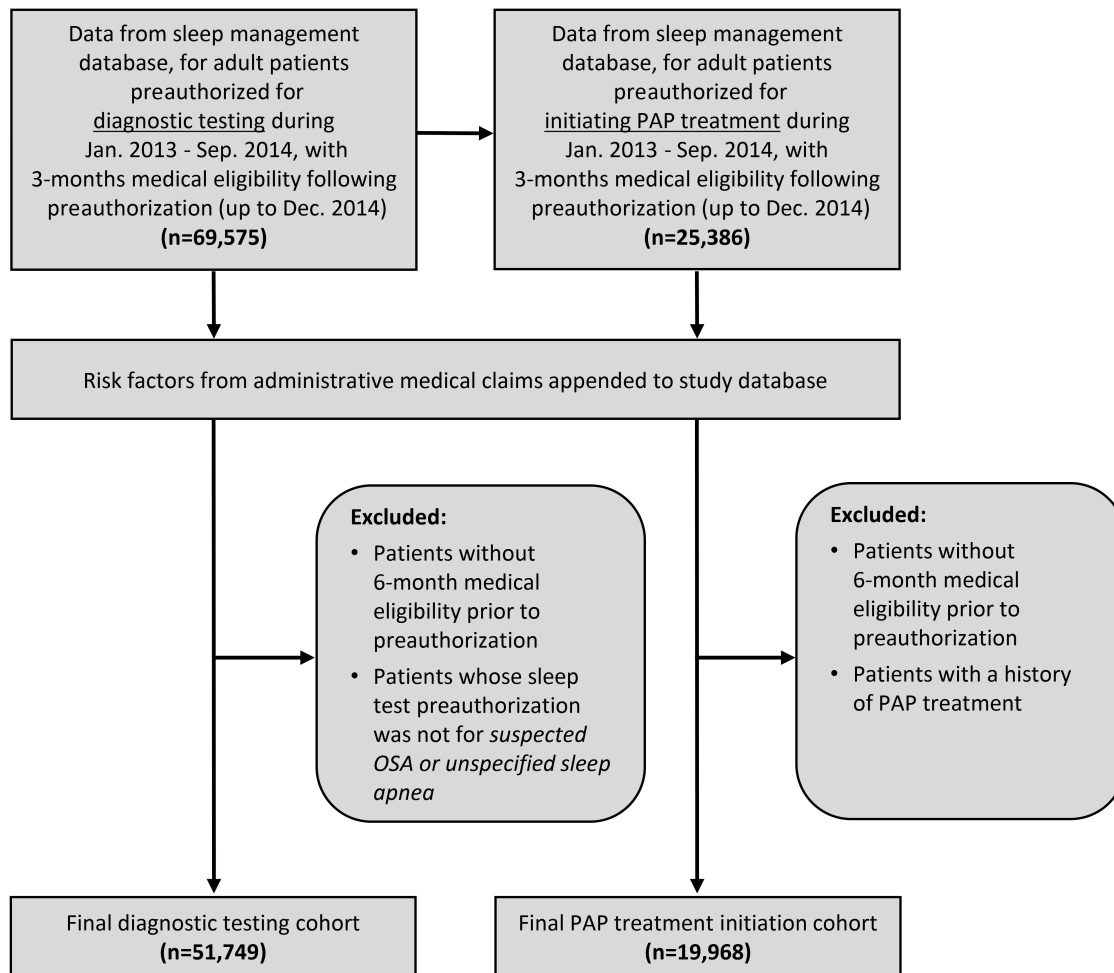 Data from sleep management
database, for adult patients
preauthorized for
diagnostic testing during
Jan. 2013 - Sep. 2014, with
3-months medical eligibility following
preauthorization (up to Dec. 2014)
(n=69,575)
Data from sleep management
database, for adult patients
preauthorized for
initiating PAP treatment during
Jan. 2013 - Sep. 2014, with
3-months medical eligibility following
preauthorization (up to Dec. 2014)
(n=25,386)
Risk factors from administrative medical claims appended to study database
Excluded:
• Patients without
6-month medical
eligibility prior to
preauthorization
• Patients whose sleep
test preauthorization
was not for suspected
OSA or unspecified sleep
apnea
Excluded:
• Patients without
6-month medical
eligibility prior to
preauthorization
• Patients with a history
of PAP treatment
Final diagnostic testing cohort
(n=51,749)
Final PAP treatment initiation cohort
(n=19,968)